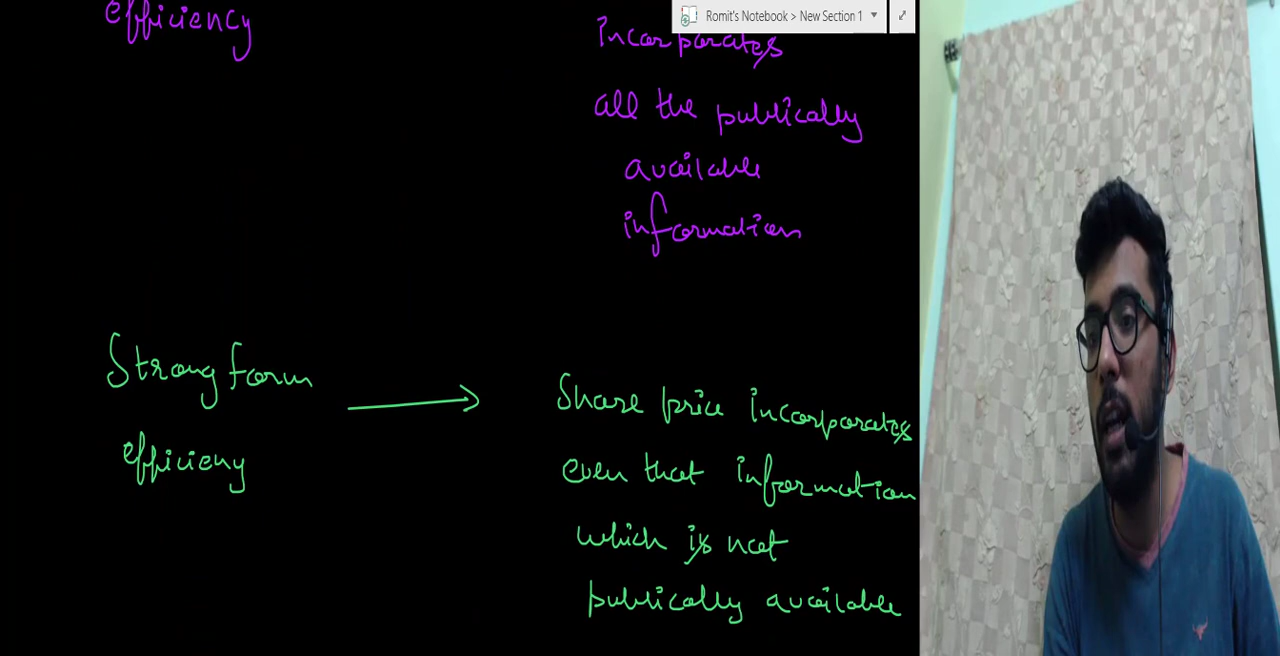 Romit's Notebook > New Section 1
efficiency
Incorporates
all the publically
available
information
Strong form
efficieny
Share price incorporates
even that information
which is not
publically available